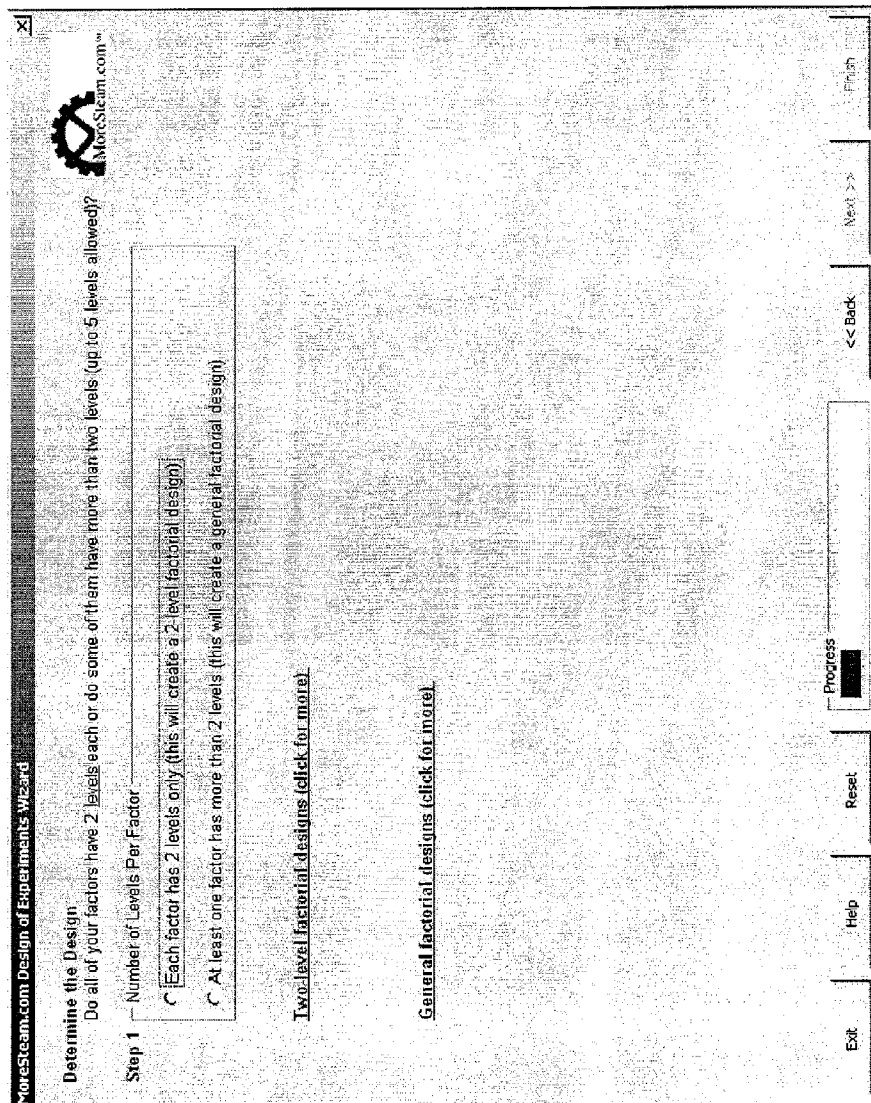 MoreSteam.com Design of Experiments Wizard
MoreSteam.com
Determine the Design
Do all of your factors have 2 levels each or do some of them have more than two levels (up to 5 levels allowed)?
Step 1
Number of Levels Per Factor
Each factor has 2 levels only (this will create a 2-level factorial design)
At least one factor has more than 2 levels (this will create a general factorial design)
Two-level factorial designs (click for more)
General factorial designs (click for more)
Exit
Help
Reset
Progress
<< Back
Next >>
Finish